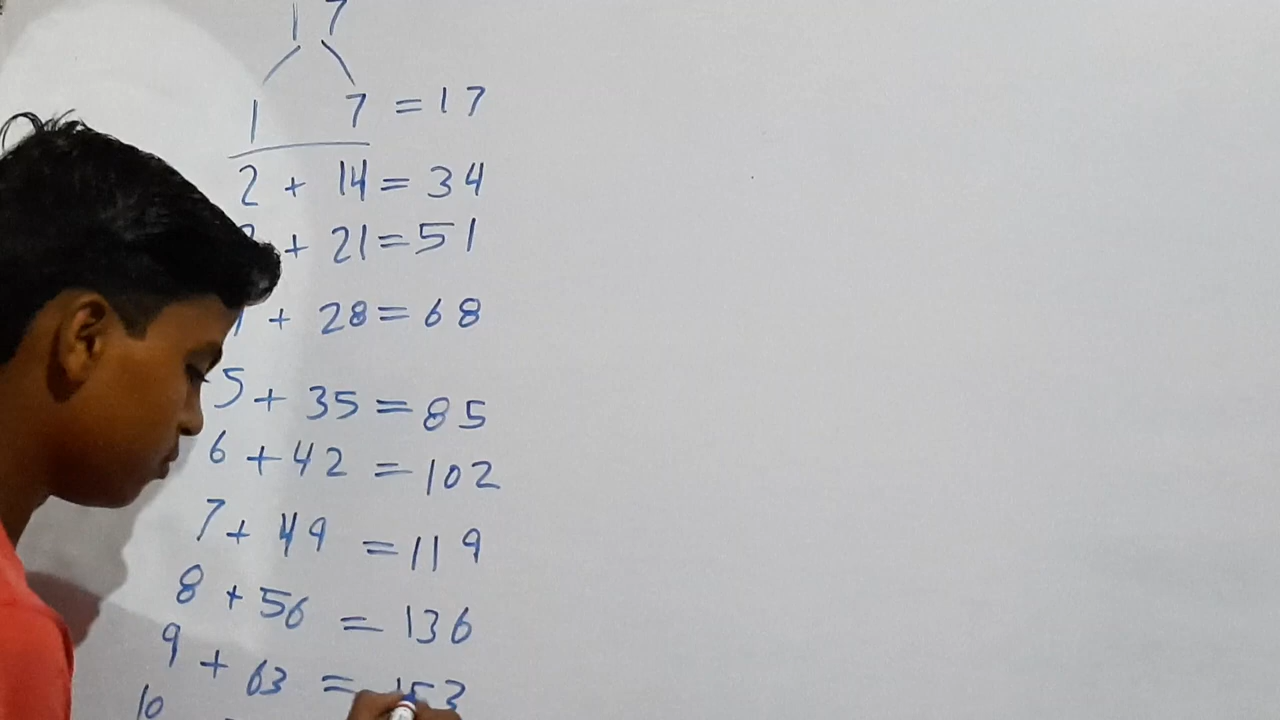 17
1 7 = 17
2 + 14 = 34
+ 21 = 51
+ 28 = 68
5 + 35 = 85
6 + 42 = 102
7 + 49 = 119
8 + 56 = 136
9 + 63 = 153
10